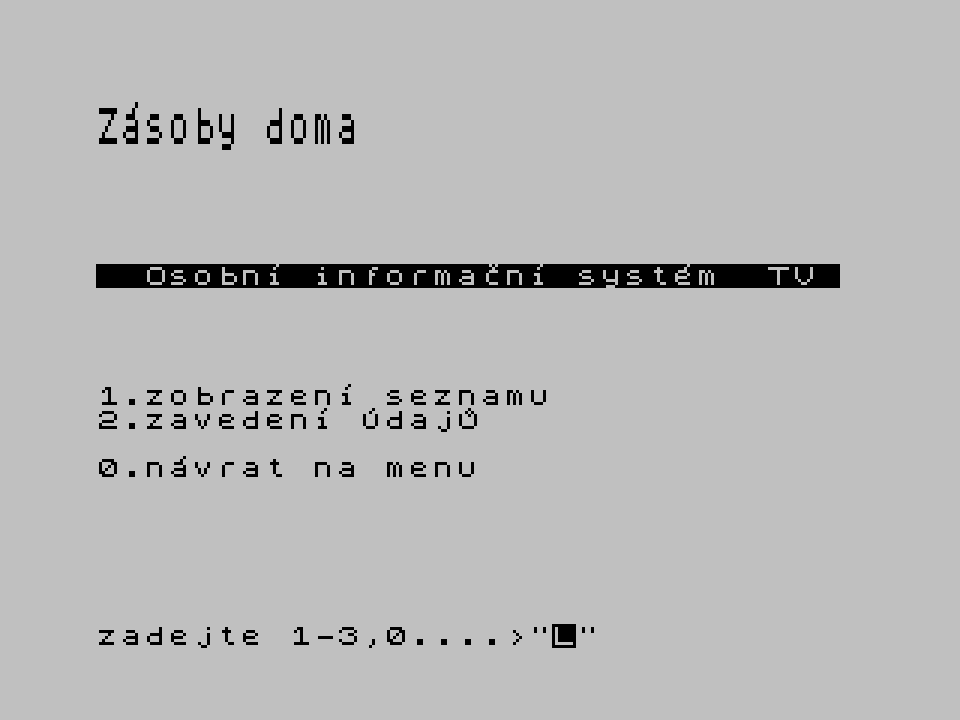 Zásoby doma
Osobní informační systém TV
1.zobrazení seznamu
2.zavedení údajů
0.návrat na menu
zadejte 1-3,0....>"L"